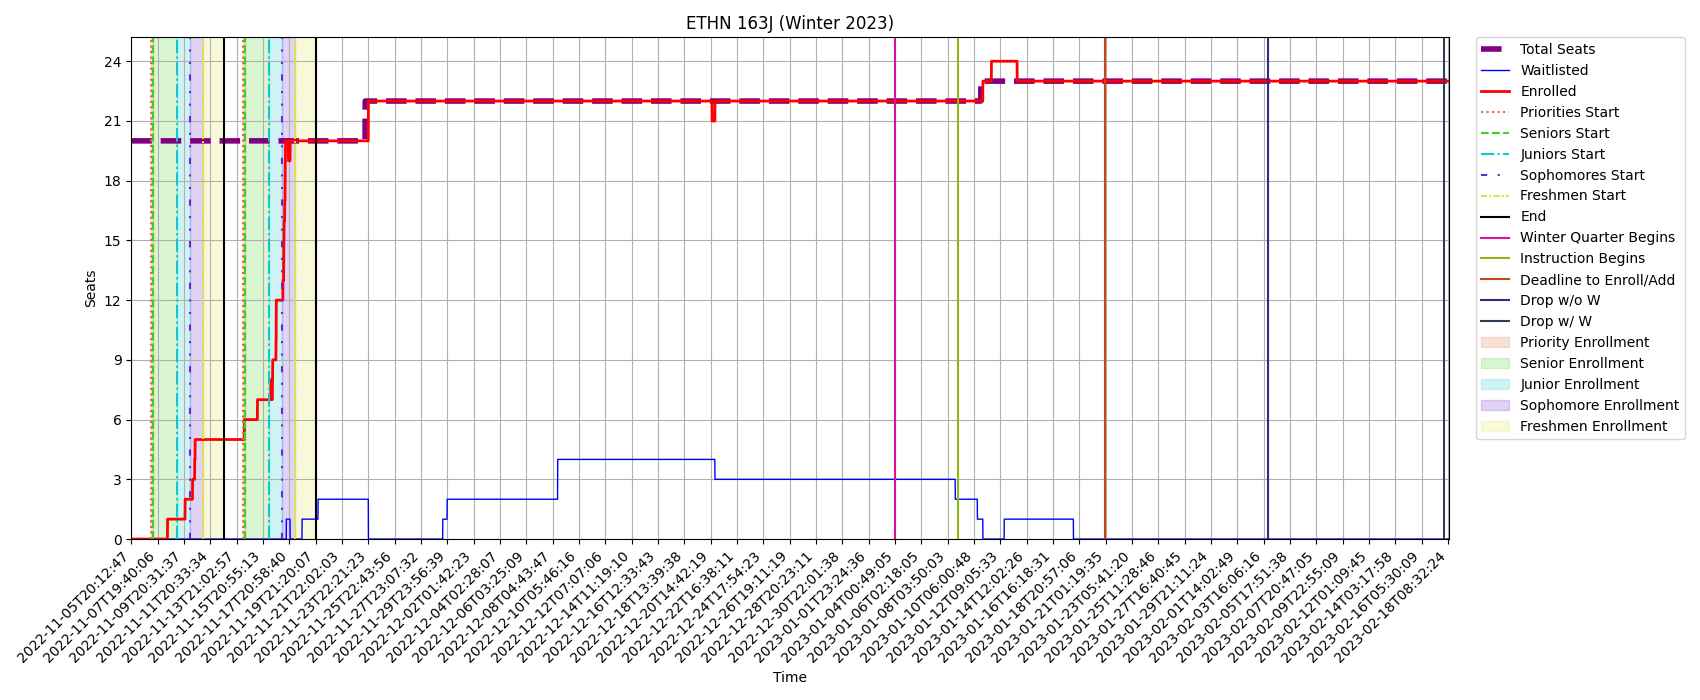 ETHN 163J (Winter 2023)
Seats
24
21
18
15
12
9
6
3
0
2022-11-05T20:12:47
2022-11-07T19:40:06
2022-11-09T20:31:37
2022-11-11T20:33:34
2022-11-13T21:02:57
2022-11-15T20:55:13
2022-11-17T20:58:40
2022-11-19T21:20:07
2022-11-21T22:02:03
2022-11-23T22:21:23
2022-11-25T22:43:56
2022-11-27T23:07:32
2022-11-29T23:56:39
2022-12-02T01:42:23
2022-12-04T02:28:07
2022-12-06T03:25:09
2022-12-08T04:43:47
2022-12-10T05:46:16
2022-12-12T07:07:06
2022-12-14T11:19:10
2022-12-16T12:33:43
2022-12-18T13:39:38
2022-12-20T14:42:19
2022-12-22T16:38:11
2022-12-24T17:54:23
2022-12-26T19:11:19
2022-12-28T20:23:11
2022-12-30T22:01:38
2023-01-01T23:24:36
2023-01-04T00:49:05
2023-01-06T02:18:05
2023-01-08T03:50:03
2023-01-10T06:00:48
2023-01-12T09:05:33
2023-01-14T12:02:26
2023-01-16T16:18:31
2023-01-18T20:57:06
2023-01-21T01:19:35
2023-01-23T05:41:20
2023-01-25T11:28:46
2023-01-27T16:40:45
2023-01-29T21:11:24
2023-02-01T14:02:49
2023-02-03T16:06:16
2023-02-05T17:51:38
2023-02-07T20:47:05
2023-02-09T22:55:09
2023-02-12T01:09:45
2023-02-14T03:17:58
2023-02-16T05:30:09
2023-02-18T08:32:24
Time
Total Seats
Waitlisted
Enrolled
Priorities Start
Seniors Start
Juniors Start
Sophomores Start
Freshmen Start
End
Winter Quarter Begins
Instruction Begins
Deadline to Enroll/Add
Drop w/o W
Drop w/ W
Priority Enrollment
Senior Enrollment
Junior Enrollment
Sophomore Enrollment
Freshmen Enrollment